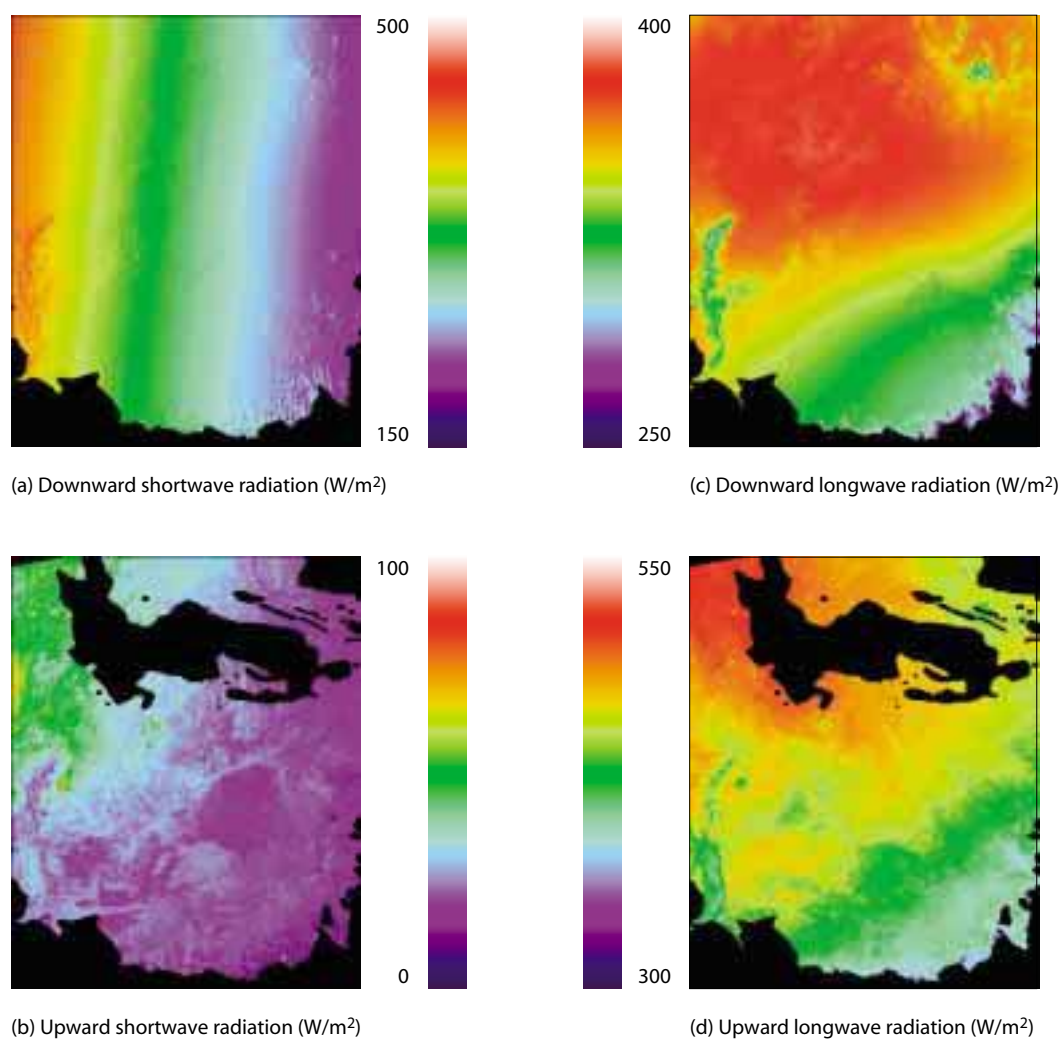 500
150
(a) Downward shortwave radiation (W/m²)
400
250
(c) Downward longwave radiation (W/m²)
100
0
(b) Upward shortwave radiation (W/m²)
550
300
(d) Upward longwave radiation (W/m²)